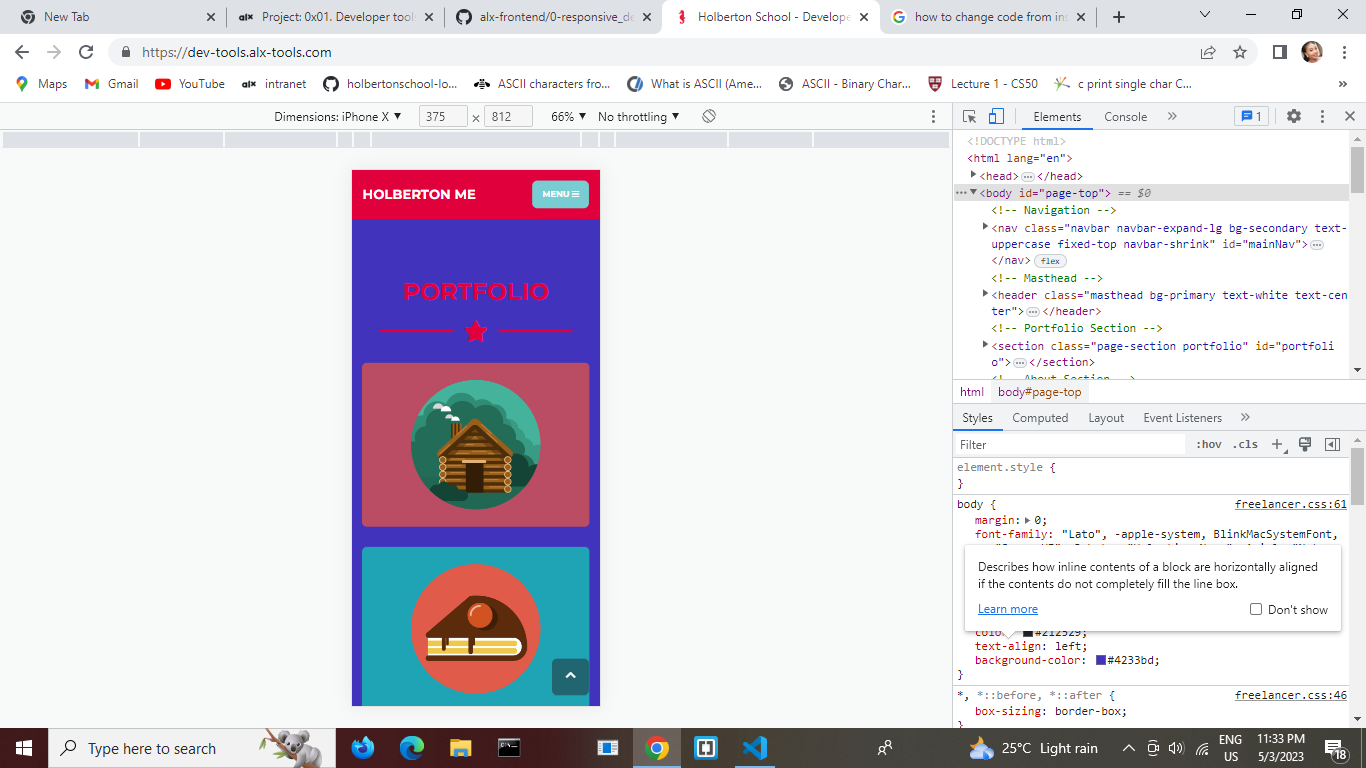 New Tab
alx Project: 0x01. Developer tool
alx-frontend/0-responsive_de
Holberton School - Develope
how to change code from ins
https://dev-tools.alx-tools.com
Maps
Gmail
YouTube
alx intranet
holbertonschool-lo...
ASCII characters fro...
What is ASCII (Ame...
ASCII - Binary Char...
Lecture 1 - CS50
c print single char C...
»
Dimensions: iPhone X ▼ 375 × 812 66% ▼ No throttling ▼
HOLBERTON ME
MENU
PORTFOLIO
Elements Console » 1
<!DOCTYPE html>
<html lang="en">
▶<head>…</head>
…▼<body id="page-top"> == $0
<!-- Navigation -->
▶<nav class="navbar navbar-expand-lg bg-secondary text-
uppercase fixed-top navbar-shrink" id="mainNav">…
</nav> flex
<!-- Masthead -->
▶<header class="masthead bg-primary text-white text-cen
ter">…</header>
<!-- Portfolio Section -->
▶<section class="page-section portfolio" id="portfoli
o">…</section>
<!-- About Section -->
html body#page-top
Styles Computed Layout Event Listeners »
Filter :hov .cls +
element.style {
}
body { freelancer.css:61
margin:▶ 0;
font-family: "Lato", -apple-system, BlinkMacSystemFont,
Describes how inline contents of a block are horizontally aligned
if the contents do not completely fill the line box.
Learn more Don't show
color: #212529;
text-align: left;
background-color: #4233bd;
}
*, *::before, *::after { freelancer.css:46
box-sizing: border-box;
}
Type here to search
25°C Light rain
ENG
US
11:33 PM
5/3/2023
18